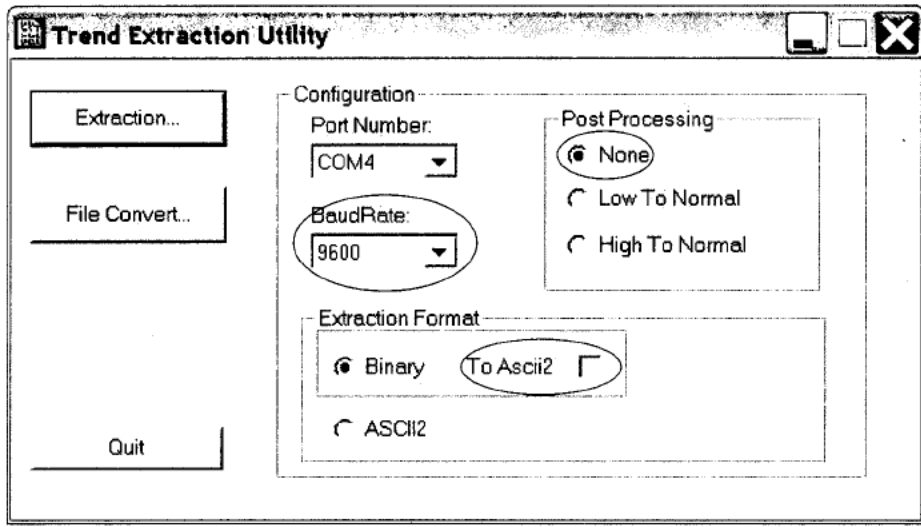 Trend Extraction Utility
Extraction...
File Convert...
Quit
Configuration
Port Number:
COM4
BaudRate:
9600
Post Processing
None
Low To Normal
High To Normal
Extraction Format
Binary
To Ascii2
ASCII2